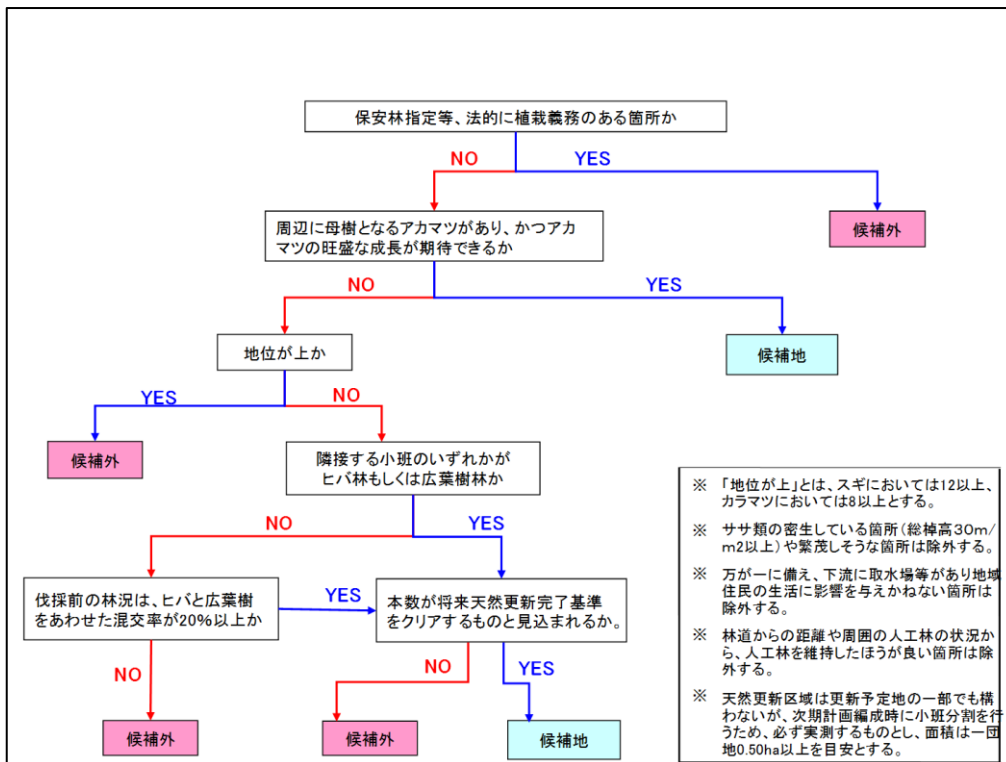 保安林指定等、法的に植栽義務のある箇所か
NO
YES
周辺に母樹となるアカマツがあり、かつアカ
マツの旺盛な成長が期待できるか
候補外
NO
YES
地位が上か
候補地
YES
NO
候補外
隣接する小班のいずれかが
ヒバ林もしくは広葉樹林か
NO
YES
伐採前の林況は、ヒバと広葉樹
をあわせた混交率が20%以上か
YES
本数が将来天然更新完了基準
をクリアするものと見込まれるか。
NO
NO
YES
候補外
候補外
候補地
※ 「地位が上」とは、スギにおいては12以上、
カラマツにおいては8以上とする。
※ ササ類の密生している箇所(総棹高30m/
m2以上)や繁茂しそうな箇所は除外する。
※ 万が一に備え、下流に取水場等があり地域
住民の生活に影響を与えかねない箇所は
除外する。
※ 林道からの距離や周囲の人工林の状況か
ら、人工林を維持したほうが良い箇所は除
外する。
※ 天然更新区域は更新予定地の一部でも構
わないが、次期計画編成時に小班分割を行
うため、必ず実測するものとし、面積は一団
地0.50ha以上を目安とする。